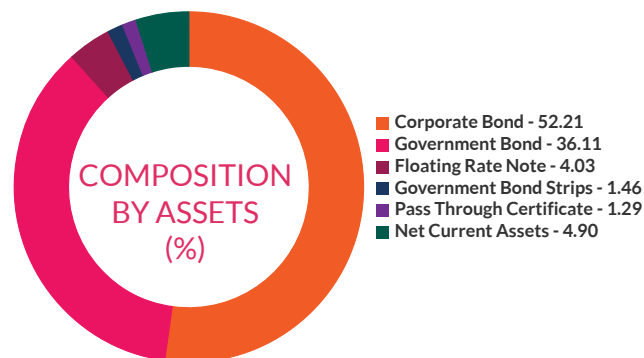 COMPOSITION
BY ASSETS
(%)
Corporate Bond - 52.21
Government Bond - 36.11
Floating Rate Note - 4.03
Government Bond Strips - 1.46
Pass Through Certificate - 1.29
Net Current Assets - 4.90